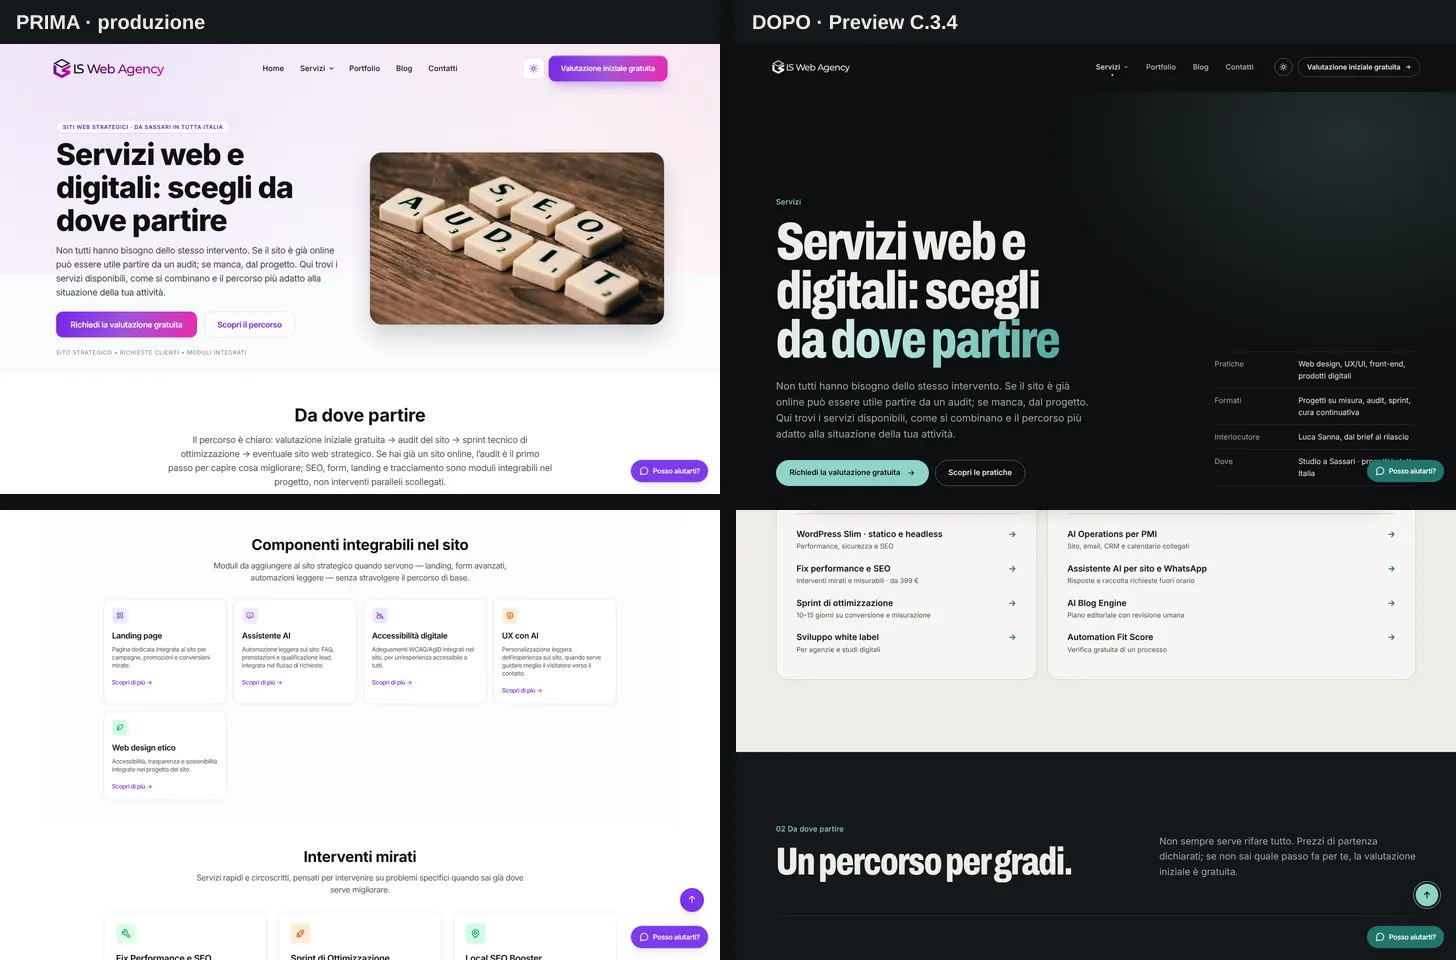 PRIMA · produzione
IS Web Agency
Home
Servizi
Portfolio
Blog
Contatti
Valutazione iniziale gratuita
SITI WEB STRATEGICI · DA SASSARI IN TUTTA ITALIA
Servizi web e
digitali: scegli da
dove partire
Non tutti hanno bisogno dello stesso intervento. Se il sito è già online
può essere utile partire da un audit; se manca, dal progetto. Qui trovi i
servizi disponibili, come si combinano e il percorso più adatto alla
situazione della tua attività.
Richiedi la valutazione gratuita
Scopri il percorso
SITO STRATEGICO • RICHIESTE CLIENTI • MODULI INTEGRATI
SEO
AUDIT
Da dove partire
Il percorso è chiaro: valutazione iniziale gratuita → audit del sito → sprint tecnico di
ottimizzazione → eventuale sito web strategico. Se hai già un sito online, l'audit è il primo
passo per capire cosa migliorare; SEO, form, landing e tracciamento sono moduli integrabili nel
progetto, non interventi paralleli scollegati.
Posso aiutarti?
Componenti integrabili nel sito
Moduli da aggiungere al sito strategico quando servono — landing, form avanzati,
automazioni leggere — senza stravolgere il percorso di base.
Landing page
Pagina dedicata integrata al sito per
campagne, promozioni e conversioni
mirate.
Scopri di più →
Assistente AI
Automazione leggera sul sito: FAQ,
prenotazioni e qualificazione lead,
integrata nel flusso di richieste.
Scopri di più →
Accessibilità digitale
Adeguamenti WCAG/AgID integrati nel
sito, per un'esperienza accessibile a
tutti.
Scopri di più →
UX con AI
Personalizzazione leggera
dell'esperienza sul sito, quando serve
guidare meglio il visitatore verso il
contatto.
Scopri di più →
Web design etico
Accessibilità, trasparenza e sostenibilità
integrate nel progetto del sito.
Scopri di più →
Interventi mirati
Servizi rapidi e circoscritti, pensati per intervenire su problemi specifici quando sai già dove
serve migliorare.
Fix Performance e SEO
Sprint di Ottimizzazione
Local SEO Booster
Posso aiutarti?
DOPO · Preview C.3.4
IS Web Agency
Servizi
Portfolio
Blog
Contatti
Valutazione iniziale gratuita →
Servizi
Servizi web e
digitali: scegli
da dove partire
Non tutti hanno bisogno dello stesso intervento. Se il sito è già
online può essere utile partire da un audit; se manca, dal progetto.
Qui trovi i servizi disponibili, come si combinano e il percorso più
adatto alla situazione della tua attività.
Richiedi la valutazione gratuita →
Scopri le pratiche
Pratiche
Web design, UX/UI, front-end,
prodotti digitali
Formati
Progetti su misura, audit, sprint,
cura continuativa
Interlocutore
Luca Sanna, dal brief al rilascio
Dove
Studio a Sassari ·
Italia
Posso aiutarti?
WordPress Slim · statico e headless →
Performance, sicurezza e SEO
Fix performance e SEO →
Interventi mirati e misurabili · da 399 €
Sprint di ottimizzazione →
10–15 giorni su conversione e misurazione
Sviluppo white label →
Per agenzie e studi digitali
AI Operations per PMI →
Sito, email, CRM e calendario collegati
Assistente AI per sito e WhatsApp →
Risposte e raccolta richieste fuori orario
AI Blog Engine →
Piano editoriale con revisione umana
Automation Fit Score →
Verifica gratuita di un processo
02 Da dove partire
Un percorso per gradi.
Non sempre serve rifare tutto. Prezzi di partenza
dichiarati; se non sai quale passo fa per te, la valutazione
iniziale è gratuita.
Posso aiutarti?